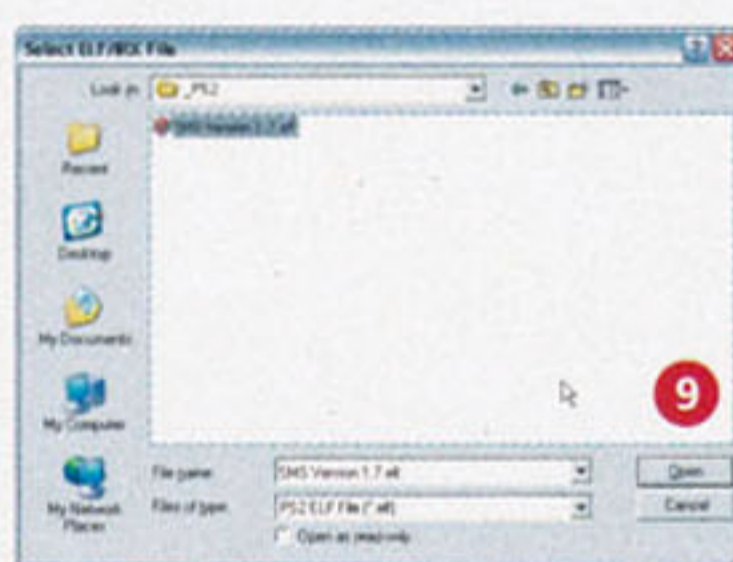 Select ELF/IRX File
Look in: _PS2
SMS Version 1.7.elf
Recent
Desktop
My Documents
My Computer
My Network
Places
9
File name: SMS Version 1.7.elf Open
Files of type: PS2 ELF File (*.elf) Cancel
Open as read-only